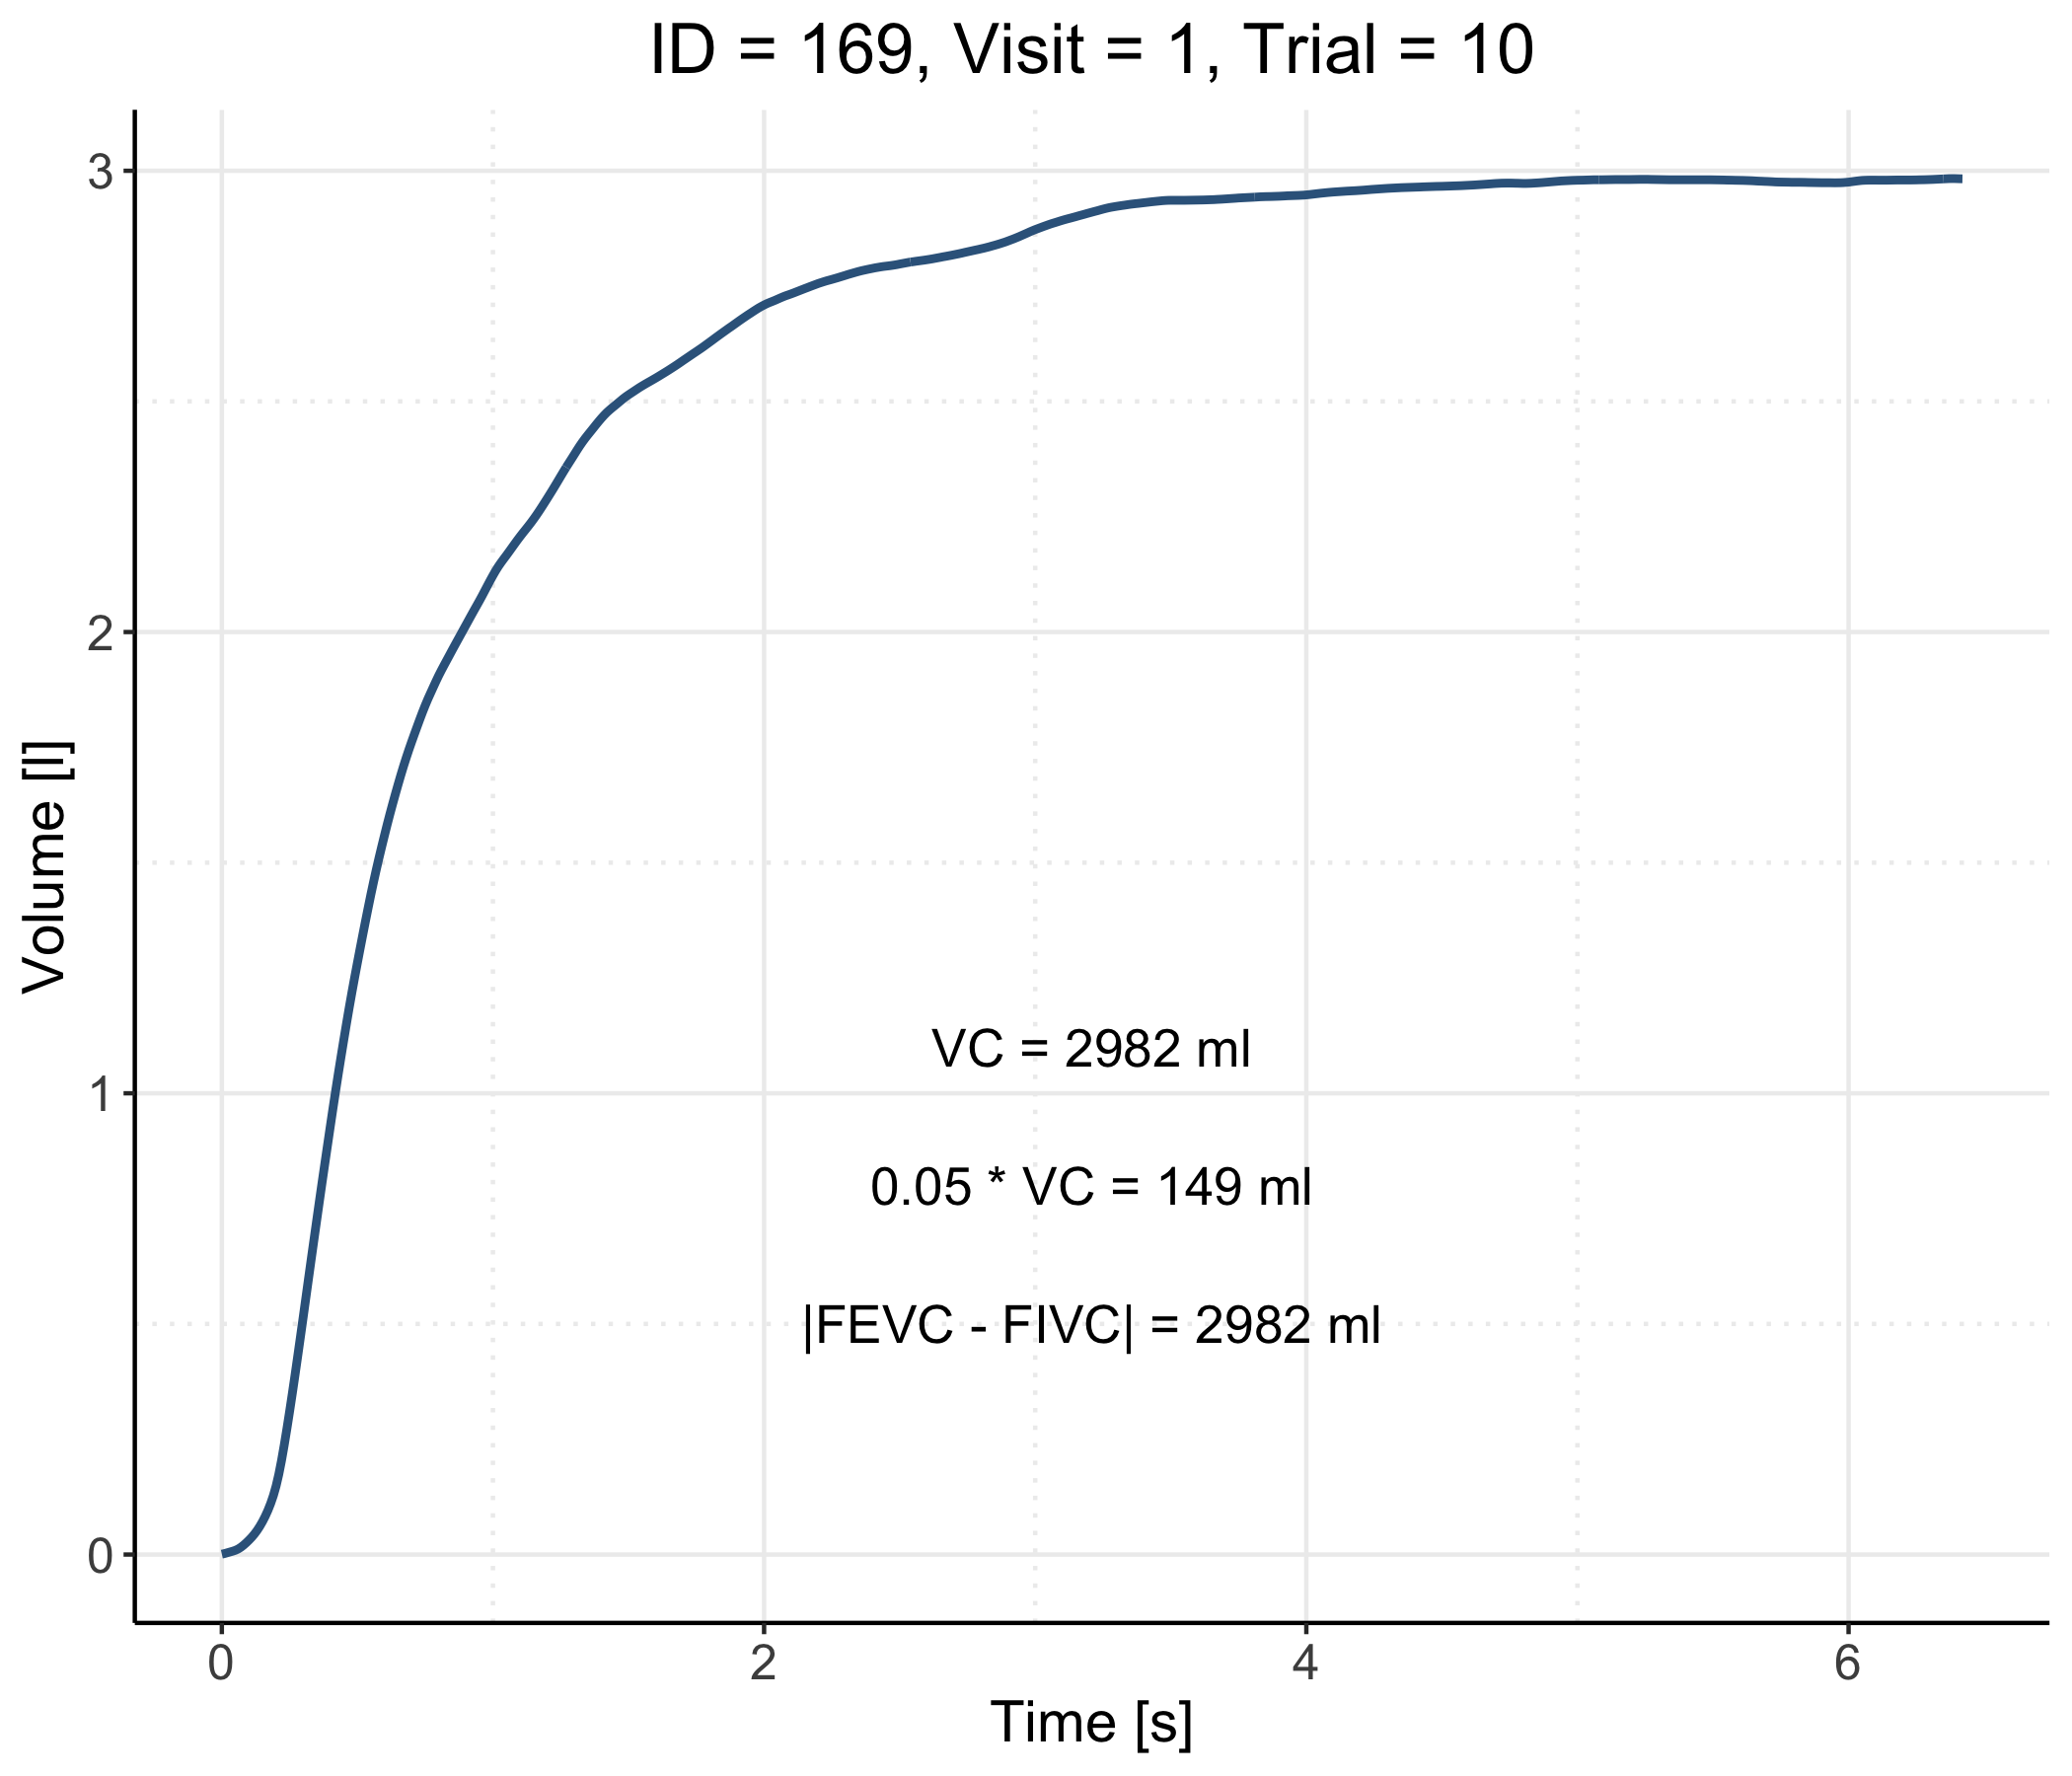 ID = 169, Visit = 1, Trial = 10
3
2
1
0
Volume [l]
VC = 2982 ml
0.05 * VC = 149 ml
|FEVC - FIVC| = 2982 ml
0 2 4 6
Time [s]